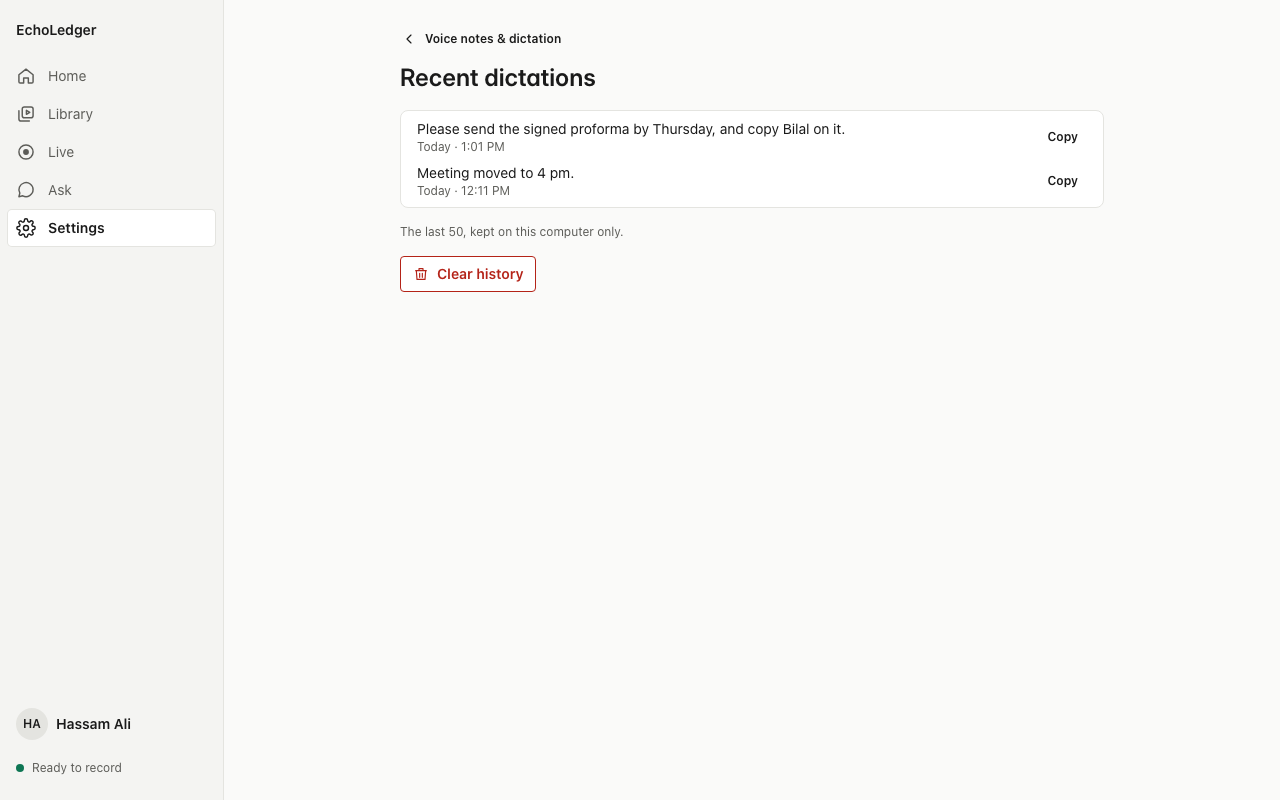 EchoLedger
Home
Library
Live
Ask
Settings
HA
Hassam Ali
Ready to record
Voice notes & dictation
Recent dictations
Please send the signed proforma by Thursday, and copy Bilal on it.
Today · 1:01 PM
Copy
Meeting moved to 4 pm.
Today · 12:11 PM
Copy
The last 50, kept on this computer only.
Clear history